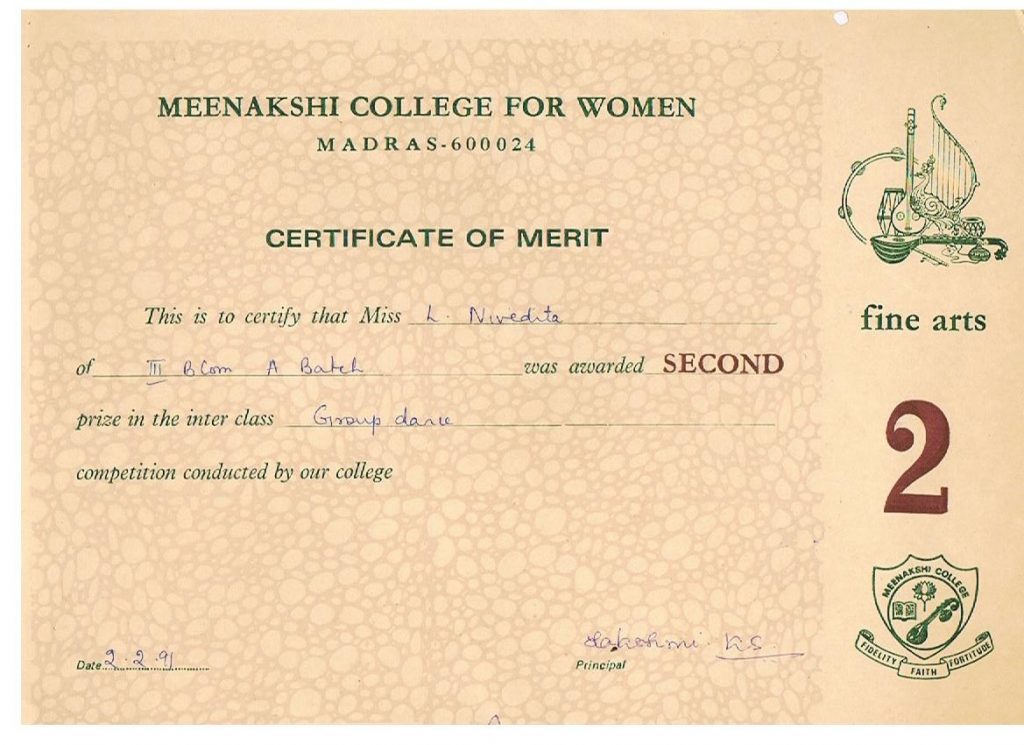 MEENAKSHI COLLEGE FOR WOMEN
MADRAS-600024
CERTIFICATE OF MERIT
This is to certify that Miss L. Nivedita
of III BCom A Batch was awarded SECOND
prize in the inter class Group dance
competition conducted by our college
Date 2.2.91
Lakshmi K.S.
Principal
fine arts
2
MEENAKSHI COLLEGE
FIDELITY FAITH FORTITUDE